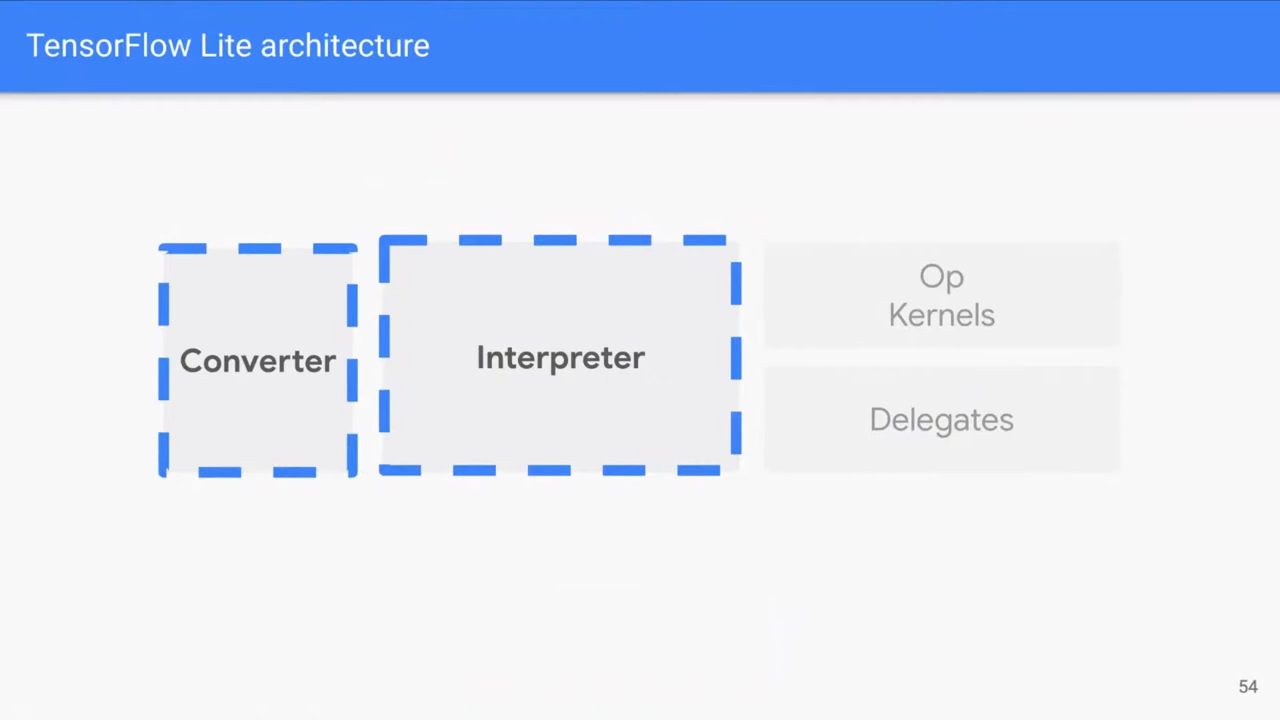 TensorFlow Lite architecture
Converter
Interpreter
Op
Kernels
Delegates
54